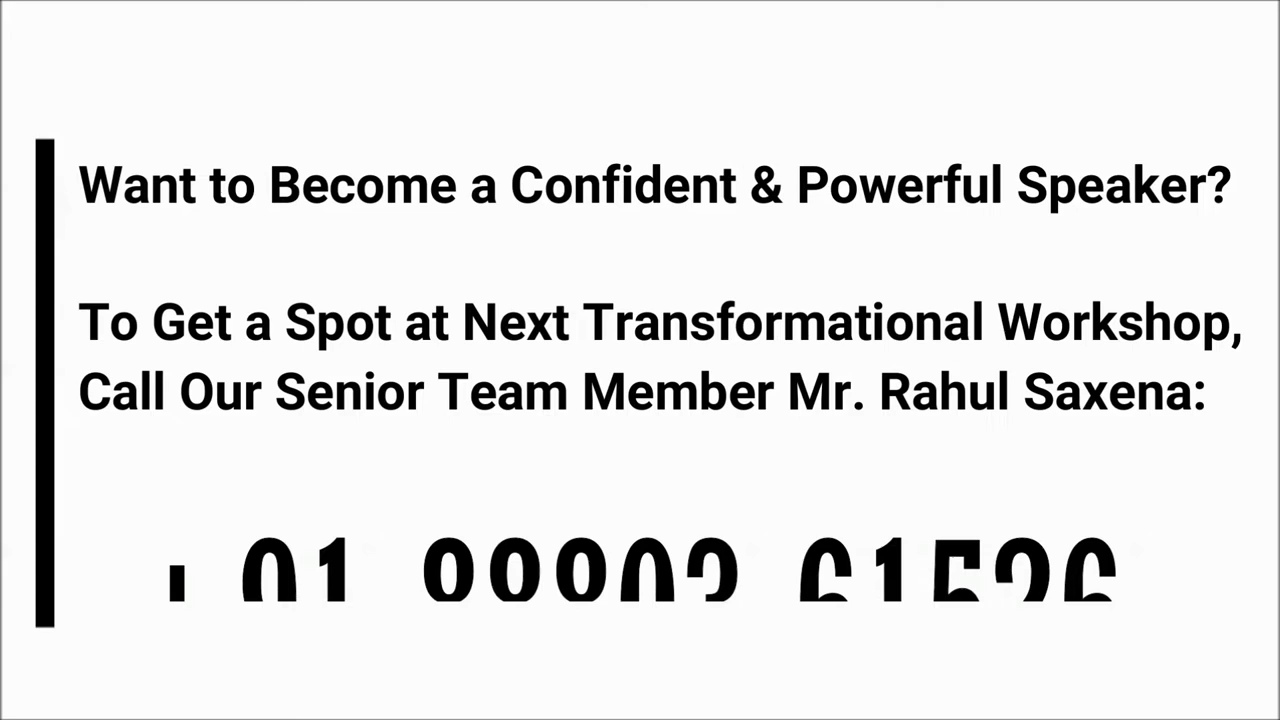 Want to Become a Confident & Powerful Speaker?
To Get a Spot at Next Transformational Workshop,
Call Our Senior Team Member Mr. Rahul Saxena: